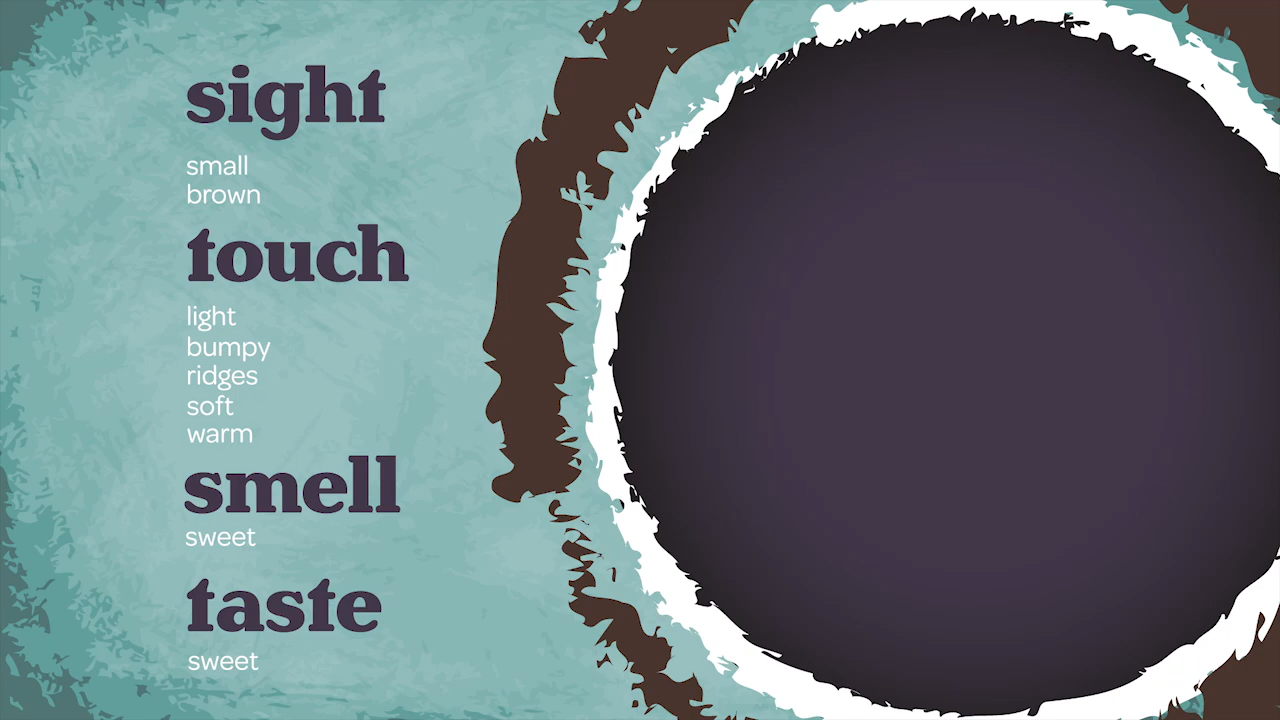 sight
small
brown
touch
light
bumpy
ridges
soft
warm
smell
sweet
taste
sweet